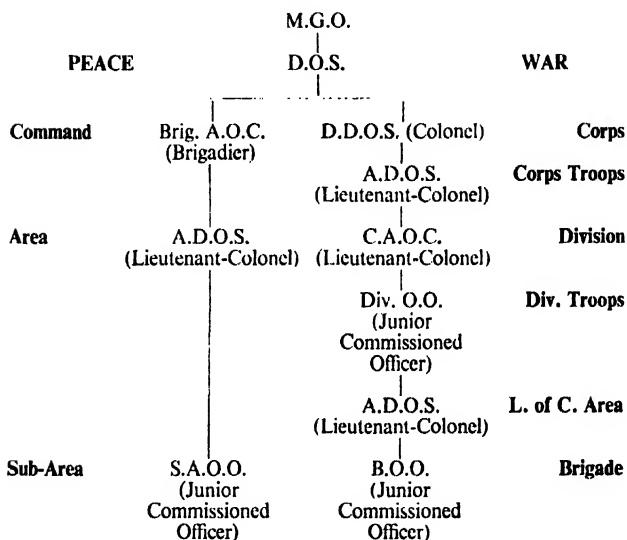 M.G.O.
PEACE D.O.S. WAR
Command Brig. A.O.C. D.D.O.S. (Colonel) Corps
(Brigadier)
A.D.O.S. Corps Troops
(Lieutenant-Colonel)
Area A.D.O.S. C.A.O.C. Division
(Lieutenant-Colonel) (Lieutenant-Colonel)
Div. O.O. Div. Troops
(Junior
Commissioned
Officer)
A.D.O.S. L. of C. Area
(Lieutenant-Colonel)
Sub-Area S.A.O.O. B.O.O. Brigade
(Junior (Junior
Commissioned Commissioned
Officer) Officer)